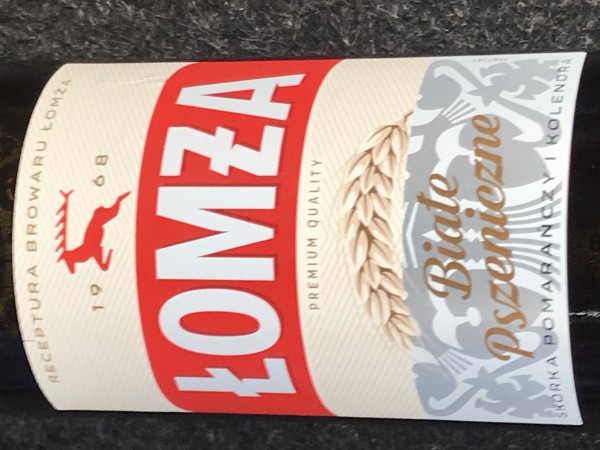 RECEPTURA BROWARU ŁOMŻA
19 68
ŁOMŻA
PREMIUM QUALITY
Białe
Pszeniczne
SKÓRKA POMARAŃCZY I KOLENDRA